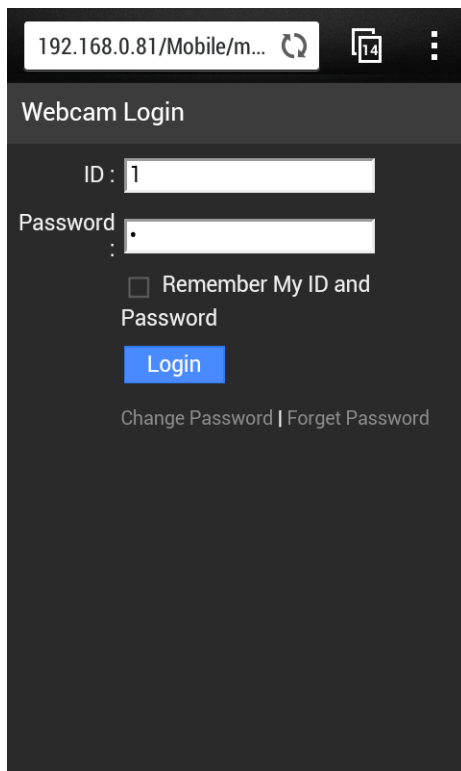 192.168.0.81/Mobile/m...
14
Webcam Login
ID : 1
Password
: •
Remember My ID and
Password
Login
Change Password | Forget Password